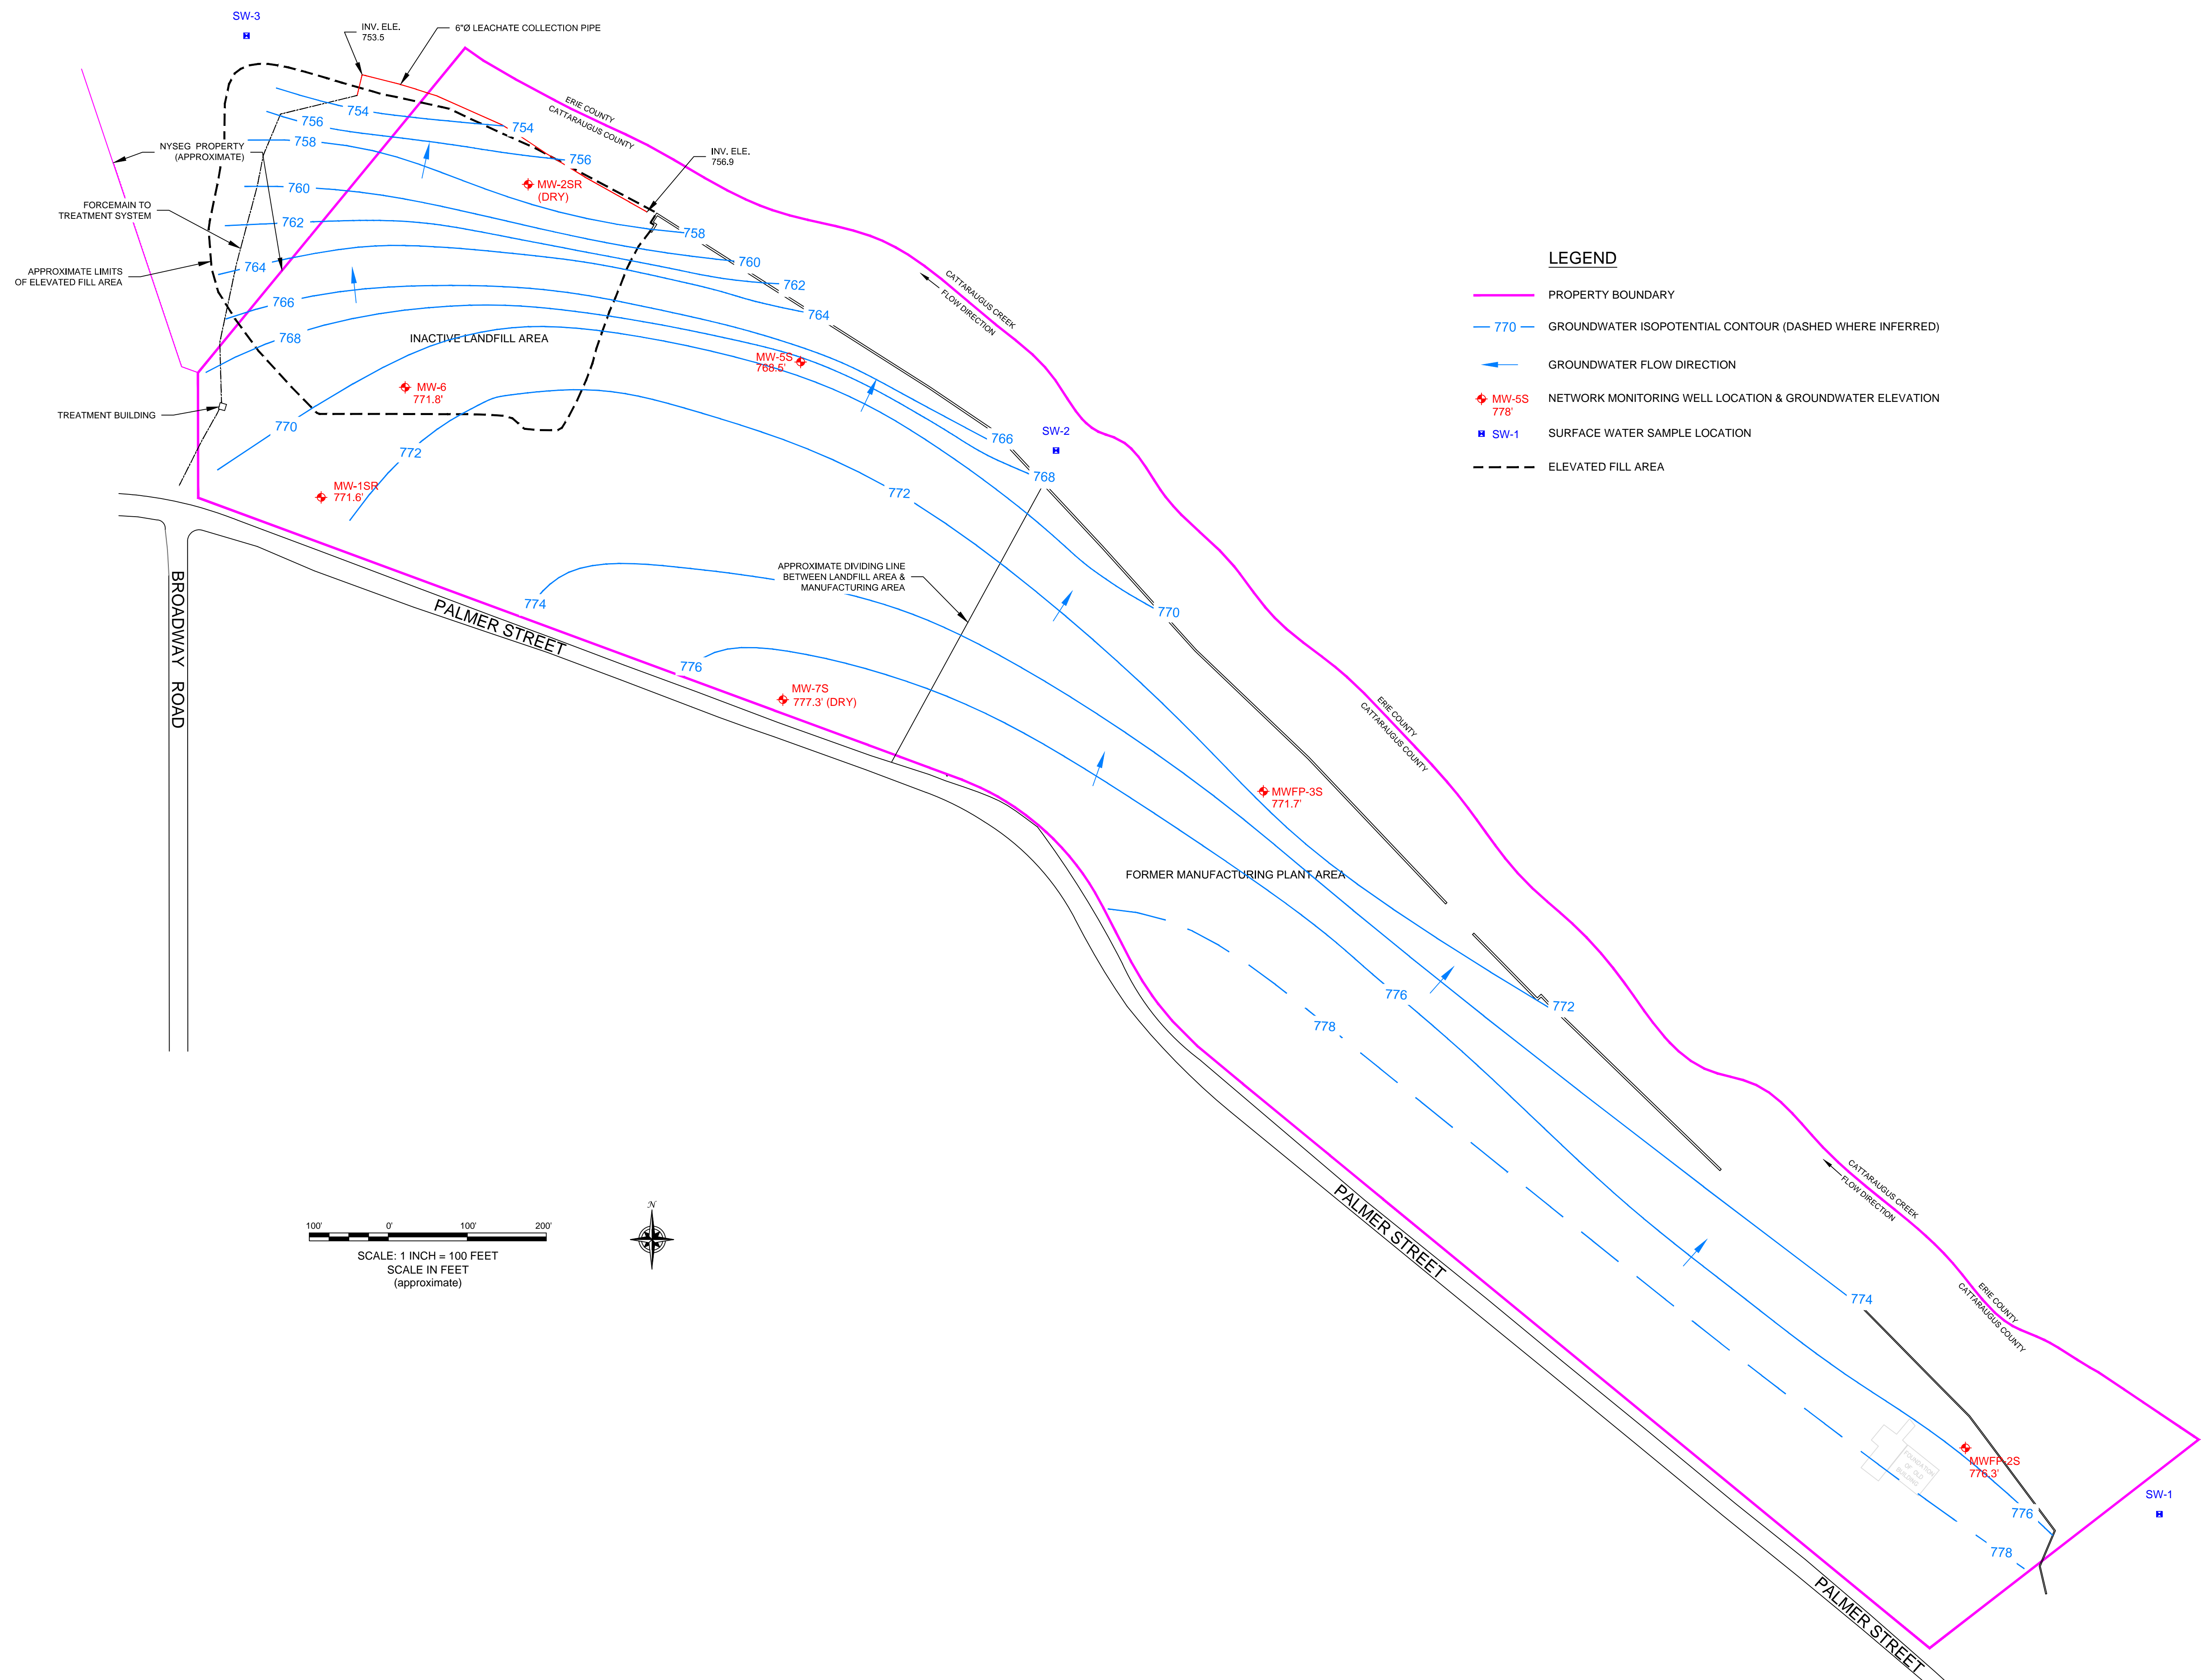 SW-3
INV. ELE.
753.5
6"Ø LEACHATE COLLECTION PIPE
ERIE COUNTY
CATTARAUGUS COUNTY
754
754
756
756
758
NYSEG PROPERTY
(APPROXIMATE)
INV. ELE.
756.9
MW-2SR
(DRY)
760
FORCEMAIN TO
TREATMENT SYSTEM
762
758
760
764
APPROXIMATE LIMITS
OF ELEVATED FILL AREA
762
766
764
768
INACTIVE LANDFILL AREA
CATTARAUGUS CREEK
FLOW DIRECTION
MW-5S
768.5'
MW-6
771.8'
TREATMENT BUILDING
770
772
766
SW-2
768
MW-1SR
771.6'
772
APPROXIMATE DIVIDING LINE
BETWEEN LANDFILL AREA &
MANUFACTURING AREA
774
770
PALMER STREET
BROADWAY ROAD
776
MW-7S
777.3' (DRY)
ERIE COUNTY
CATTARAUGUS COUNTY
MWFP-3S
771.7'
FORMER MANUFACTURING PLANT AREA
776
772
778
LEGEND
PROPERTY BOUNDARY
770
GROUNDWATER ISOPOTENTIAL CONTOUR (DASHED WHERE INFERRED)
GROUNDWATER FLOW DIRECTION
MW-5S
778'
NETWORK MONITORING WELL LOCATION & GROUNDWATER ELEVATION
SW-1
SURFACE WATER SAMPLE LOCATION
ELEVATED FILL AREA
100'
0'
100'
200'
SCALE: 1 INCH = 100 FEET
SCALE IN FEET
(approximate)
N
PALMER STREET
CATTARAUGUS CREEK
FLOW DIRECTION
774
ERIE COUNTY
CATTARAUGUS COUNTY
FOUNDATION
OF OLD
BUILDING
MWFP-2S
776.3'
SW-1
776
778
PALMER STREET